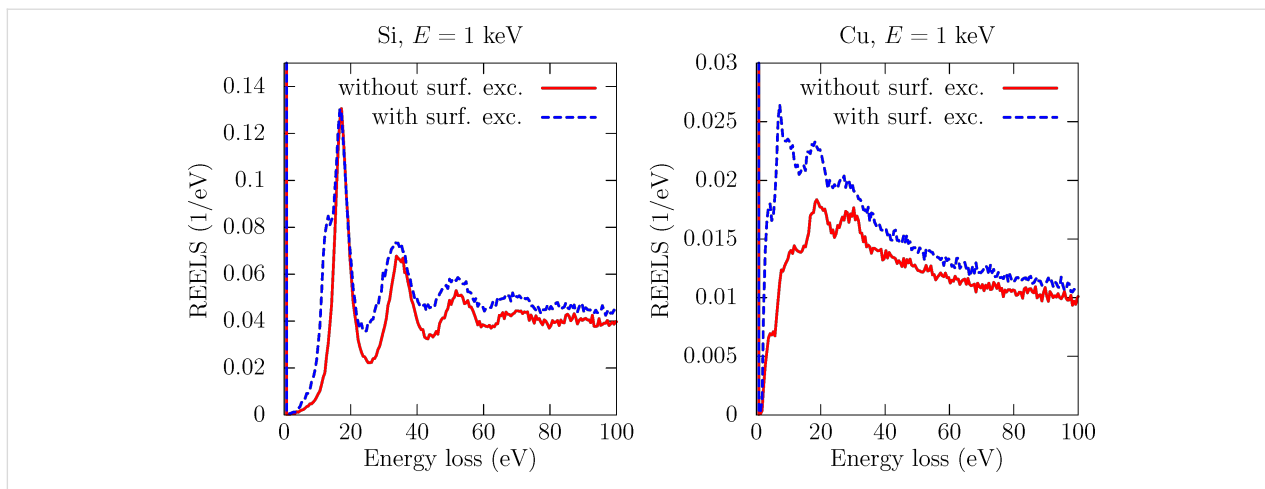 Si, E = 1 keV
REELS (1/eV)
0.14
0.12
0.1
0.08
0.06
0.04
0.02
0
without surf. exc.
with surf. exc.
0 20 40 60 80 100
Energy loss (eV)
Cu, E = 1 keV
REELS (1/eV)
0.03
0.025
0.02
0.015
0.01
0.005
0
without surf. exc.
with surf. exc.
0 20 40 60 80 100
Energy loss (eV)